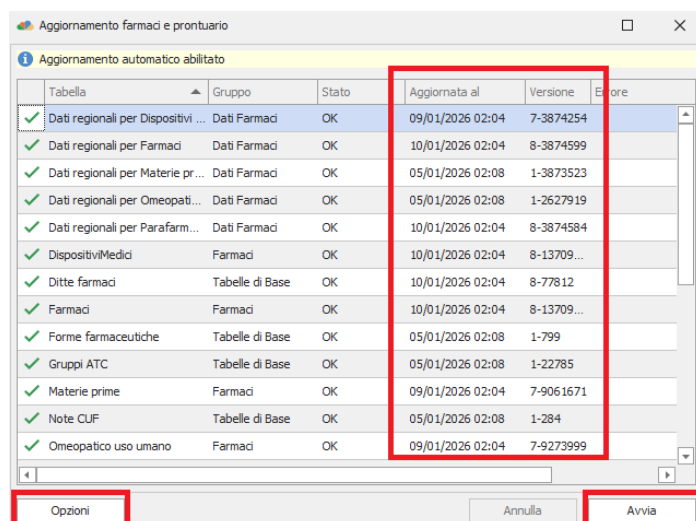 Aggiornamento farmaci e prontuario
Aggiornamento automatico abilitato
Tabella Gruppo Stato Aggiornata al Versione
Dati regionali per Dispositivi ... Dati Farmaci OK 09/01/2026 02:04 7-3874254
Dati regionali per Farmaci Dati Farmaci OK 10/01/2026 02:04 8-3874599
Dati regionali per Materie pr... Dati Farmaci OK 05/01/2026 02:08 1-3873523
Dati regionali per Omeopati... Dati Farmaci OK 05/01/2026 02:08 1-2627919
Dati regionali per Parafarm... Dati Farmaci OK 10/01/2026 02:04 8-3874584
DispositiviMedici Farmaci OK 10/01/2026 02:04 8-13709...
Ditte farmaci Tabelle di Base OK 10/01/2026 02:04 8-77812
Farmaci Farmaci OK 10/01/2026 02:04 8-13709...
Forme farmaceutiche Tabelle di Base OK 05/01/2026 02:08 1-799
Gruppi ATC Tabelle di Base OK 05/01/2026 02:08 1-22785
Materie prime Farmaci OK 09/01/2026 02:04 7-9061671
Note CUF Tabelle di Base OK 05/01/2026 02:08 1-284
Omeopatico uso umano Farmaci OK 09/01/2026 02:04 7-9273999
Opzioni Annulla Avvia